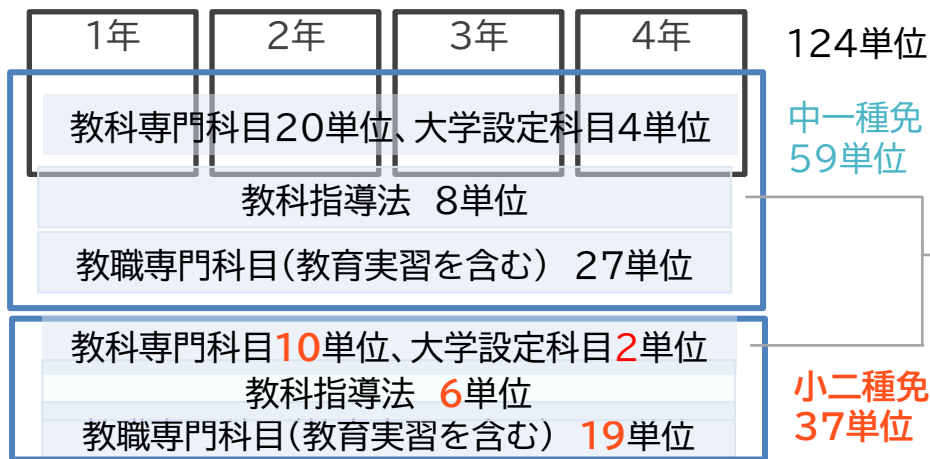 1年 2年 3年 4年
124単位
教科専門科目20単位、大学設定科目4単位
中一種免
59単位
教科指導法 8単位
教職専門科目(教育実習を含む) 27単位
教科専門科目10単位、大学設定科目2単位
教科指導法 6単位
教職専門科目(教育実習を含む) 19単位
小二種免
37単位